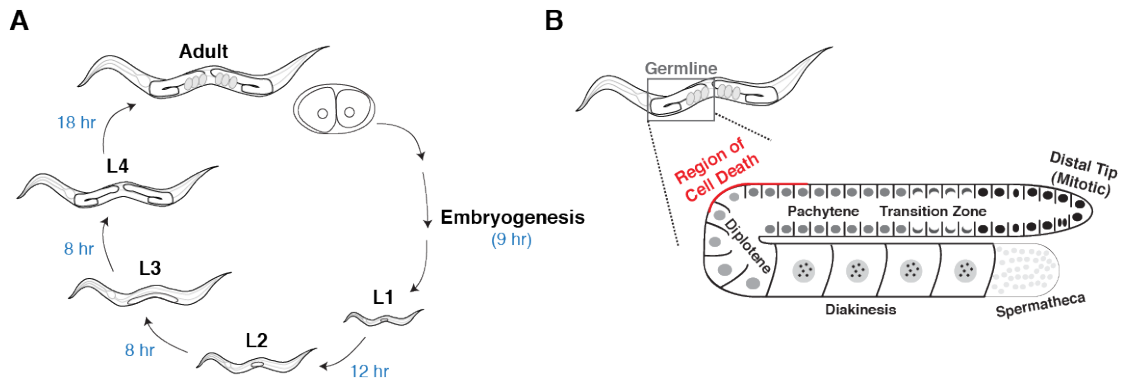 A
Adult
18 hr
L4
8 hr
L3
8 hr
L2
12 hr
L1
Embryogenesis
(9 hr)
B
Germline
Region of
Cell Death
Distal Tip
(Mitotic)
Pachytene
Transition Zone
Diplotene
Diakinesis
Spermatheca